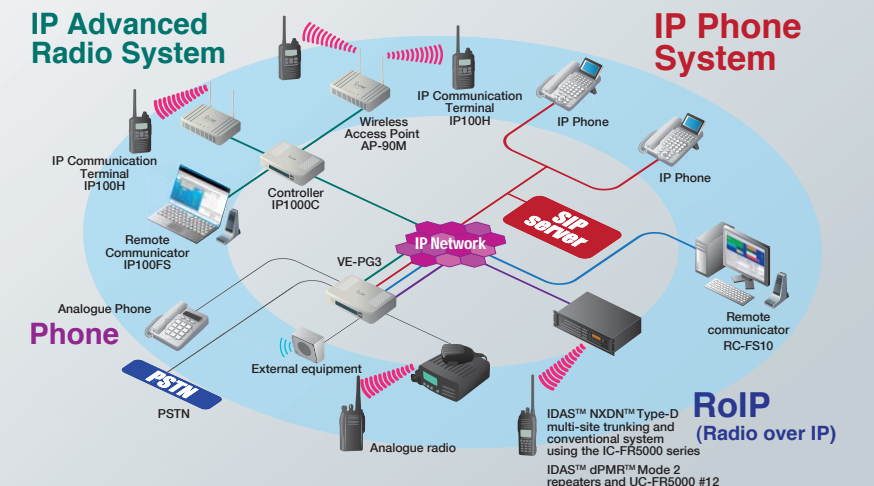 IP Advanced
Radio System
IP Phone
System
IP Communication
Terminal
IP100H
Wireless
Access Point
AP-90M
IP Phone
IP Phone
IP Communication
Terminal
IP100H
Controller
IP1000C
SIP
server
Remote
Communicator
IP100FS
IP Network
VE-PG3
Analogue Phone
Phone
Remote
communicator
RC-FS10
External equipment
PSTN
PSTN
Analogue radio
RoIP
(Radio over IP)
IDAS™ NXDN™ Type-D
multi-site trunking and
conventional system
using the IC-FR5000 series
IDAS™ dPMR™ Mode 2
repeaters and UC-FR5000 #12